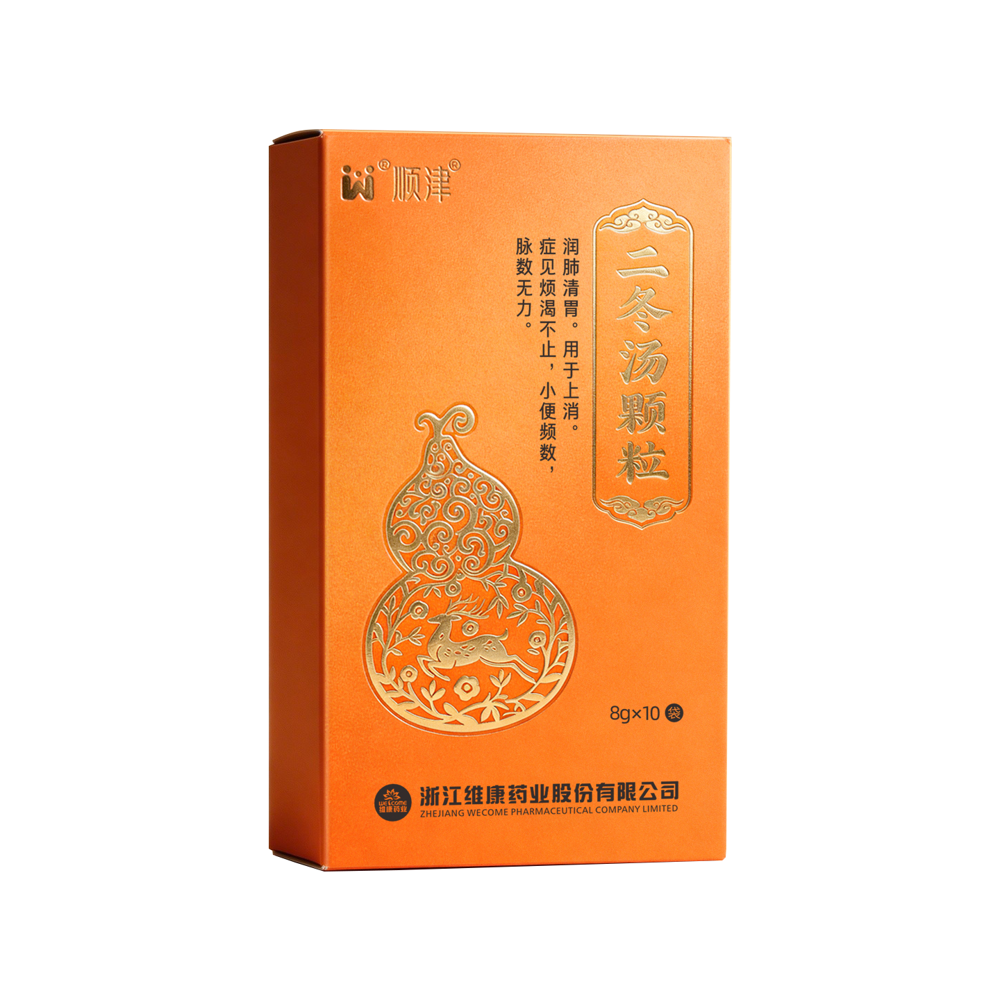 ® 顺津®
二冬汤颗粒
润肺清胃。用于上消。
症见烦渴不止，小便频数，
脉数无力。
8g×10 袋
WELCOME
维康药业
浙江维康药业股份有限公司
ZHEJIANG WECOME PHARMACEUTICAL COMPANY LIMITED